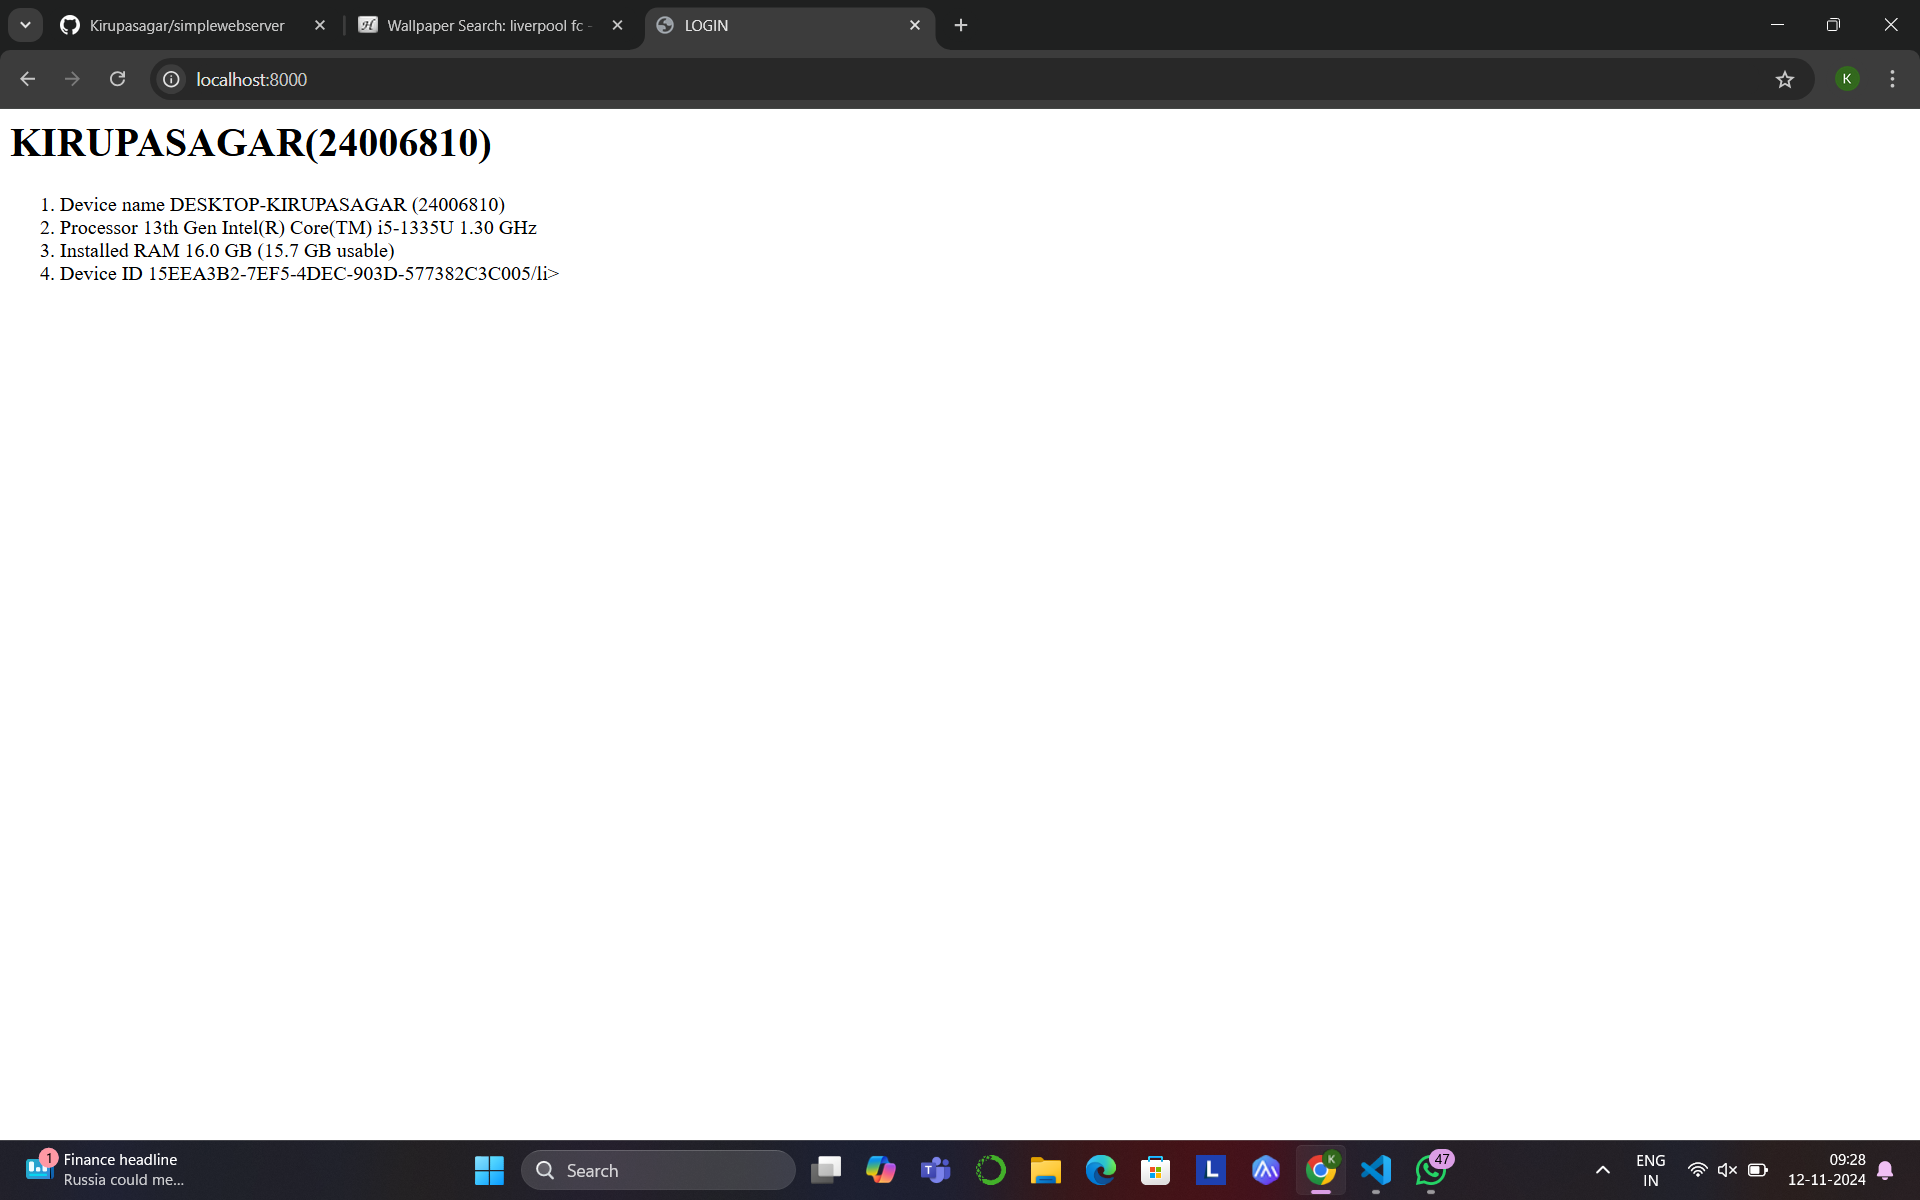 Kirupasagar/simplewebserver
Wallpaper Search: liverpool fc -
LOGIN
localhost:8000
K
KIRUPASAGAR(24006810)
1. Device name DESKTOP-KIRUPASAGAR (24006810)
2. Processor 13th Gen Intel(R) Core(TM) i5-1335U 1.30 GHz
3. Installed RAM 16.0 GB (15.7 GB usable)
4. Device ID 15EEA3B2-7EF5-4DEC-903D-577382C3C005/li>
1
Finance headline
Russia could me...
Search
T
L
K
47
ENG
IN
09:28
12-11-2024